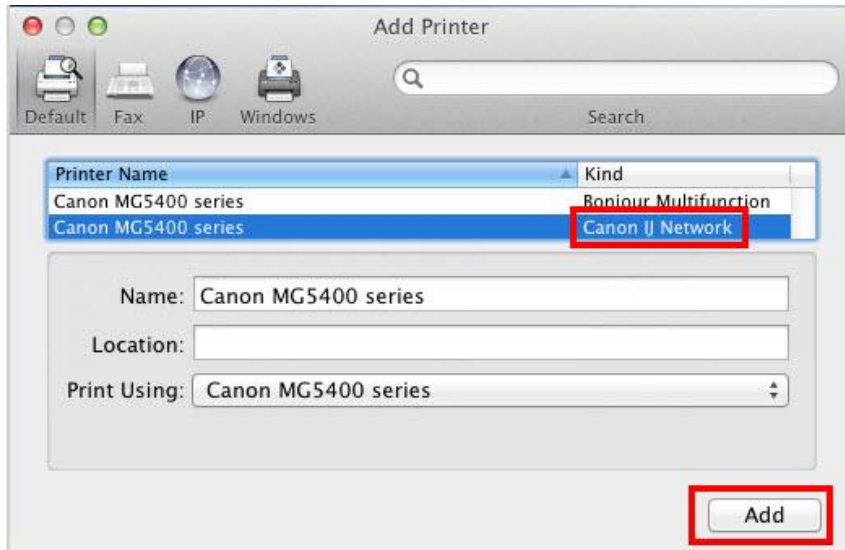 Add Printer
Default Fax IP Windows Search
Printer Name Kind
Canon MG5400 series Bonjour Multifunction
Canon MG5400 series Canon IJ Network
Name: Canon MG5400 series
Location:
Print Using: Canon MG5400 series
Add